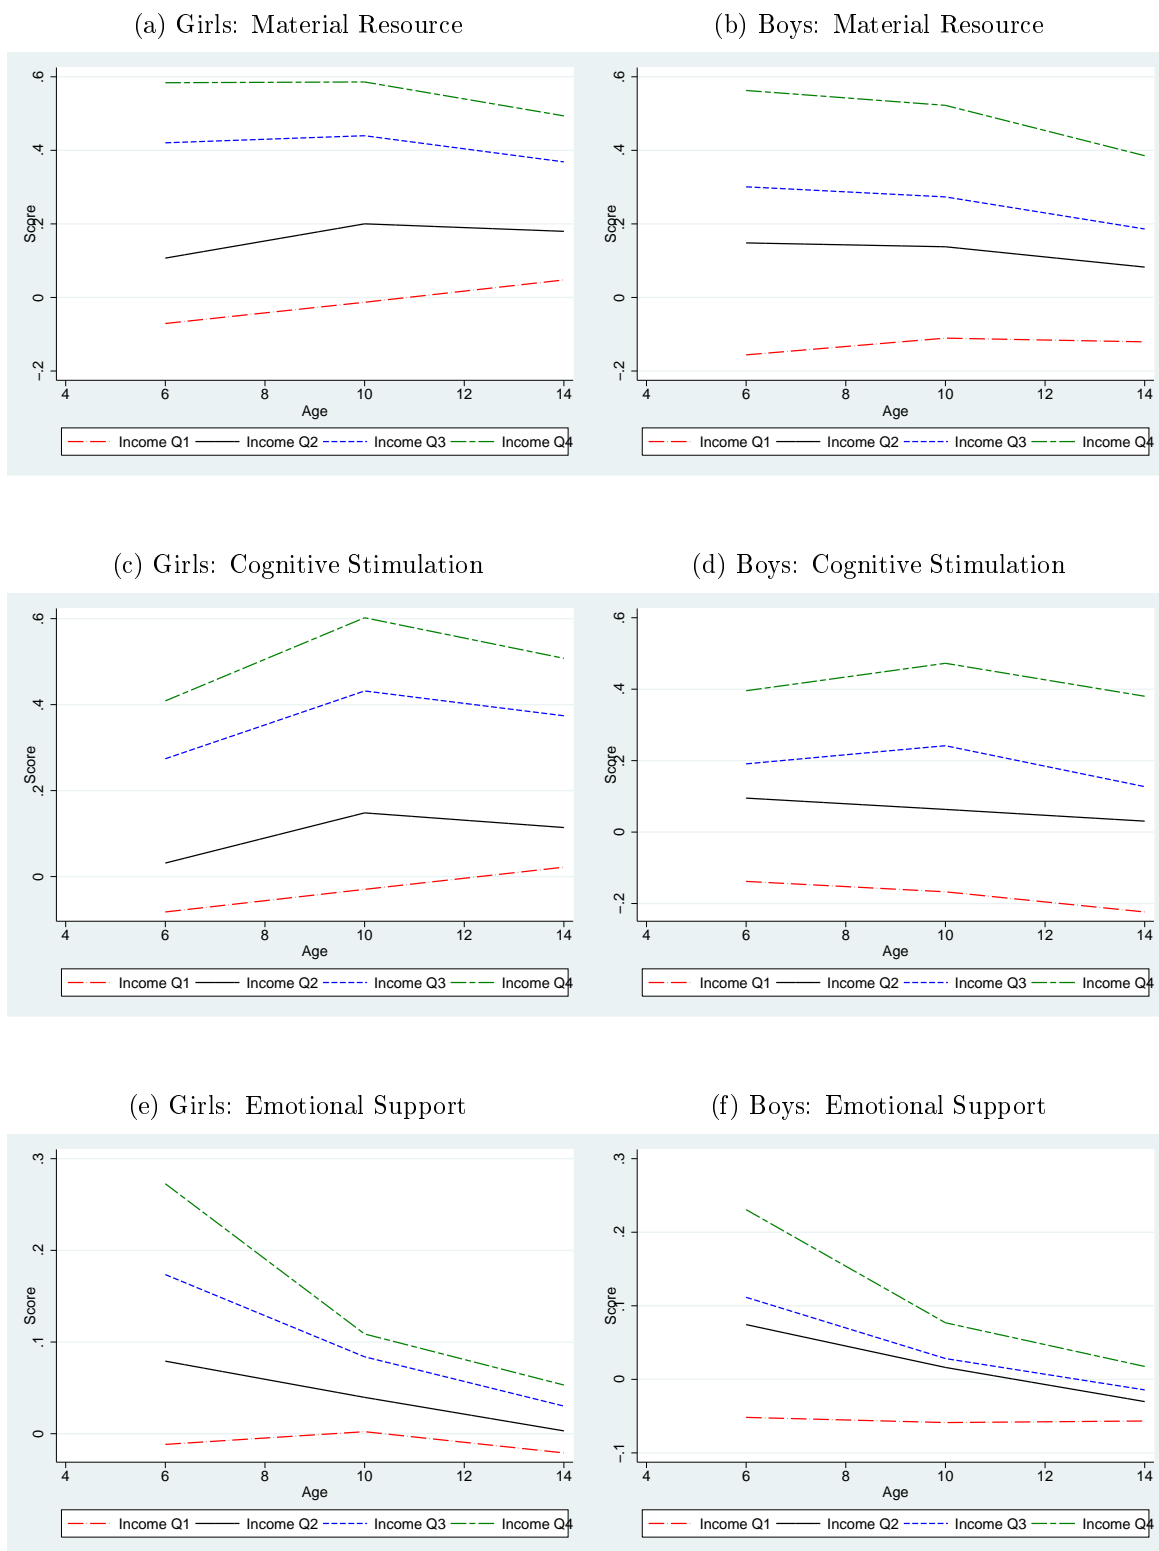 (a) Girls: Material Resource
.6
.4
.2
0
-.2
Score
4 6 8 10 12 14
Age
Income Q1 Income Q2 Income Q3 Income Q4
(b) Boys: Material Resource
.6
.4
.2
0
-.2
Score
4 6 8 10 12 14
Age
Income Q1 Income Q2 Income Q3 Income Q4
(c) Girls: Cognitive Stimulation
.6
.4
.2
0
Score
4 6 8 10 12 14
Age
Income Q1 Income Q2 Income Q3 Income Q4
(d) Boys: Cognitive Stimulation
.6
.4
.2
0
-.2
Score
4 6 8 10 12 14
Age
Income Q1 Income Q2 Income Q3 Income Q4
(e) Girls: Emotional Support
.3
.2
.1
0
Score
4 6 8 10 12 14
Age
Income Q1 Income Q2 Income Q3 Income Q4
(f) Boys: Emotional Support
.3
.2
.1
0
-.1
Score
4 6 8 10 12 14
Age
Income Q1 Income Q2 Income Q3 Income Q4